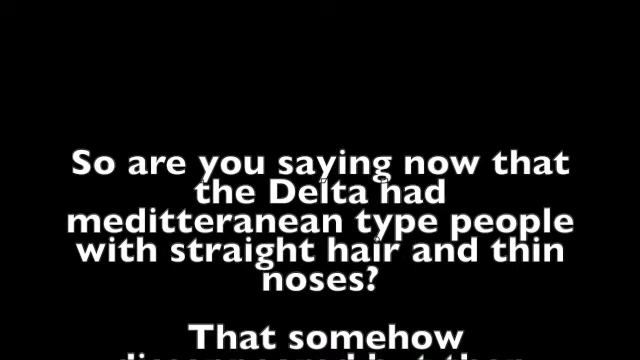 So are you saying now that
the Delta had
meditteranean type people
with straight hair and thin
noses?
That somehow